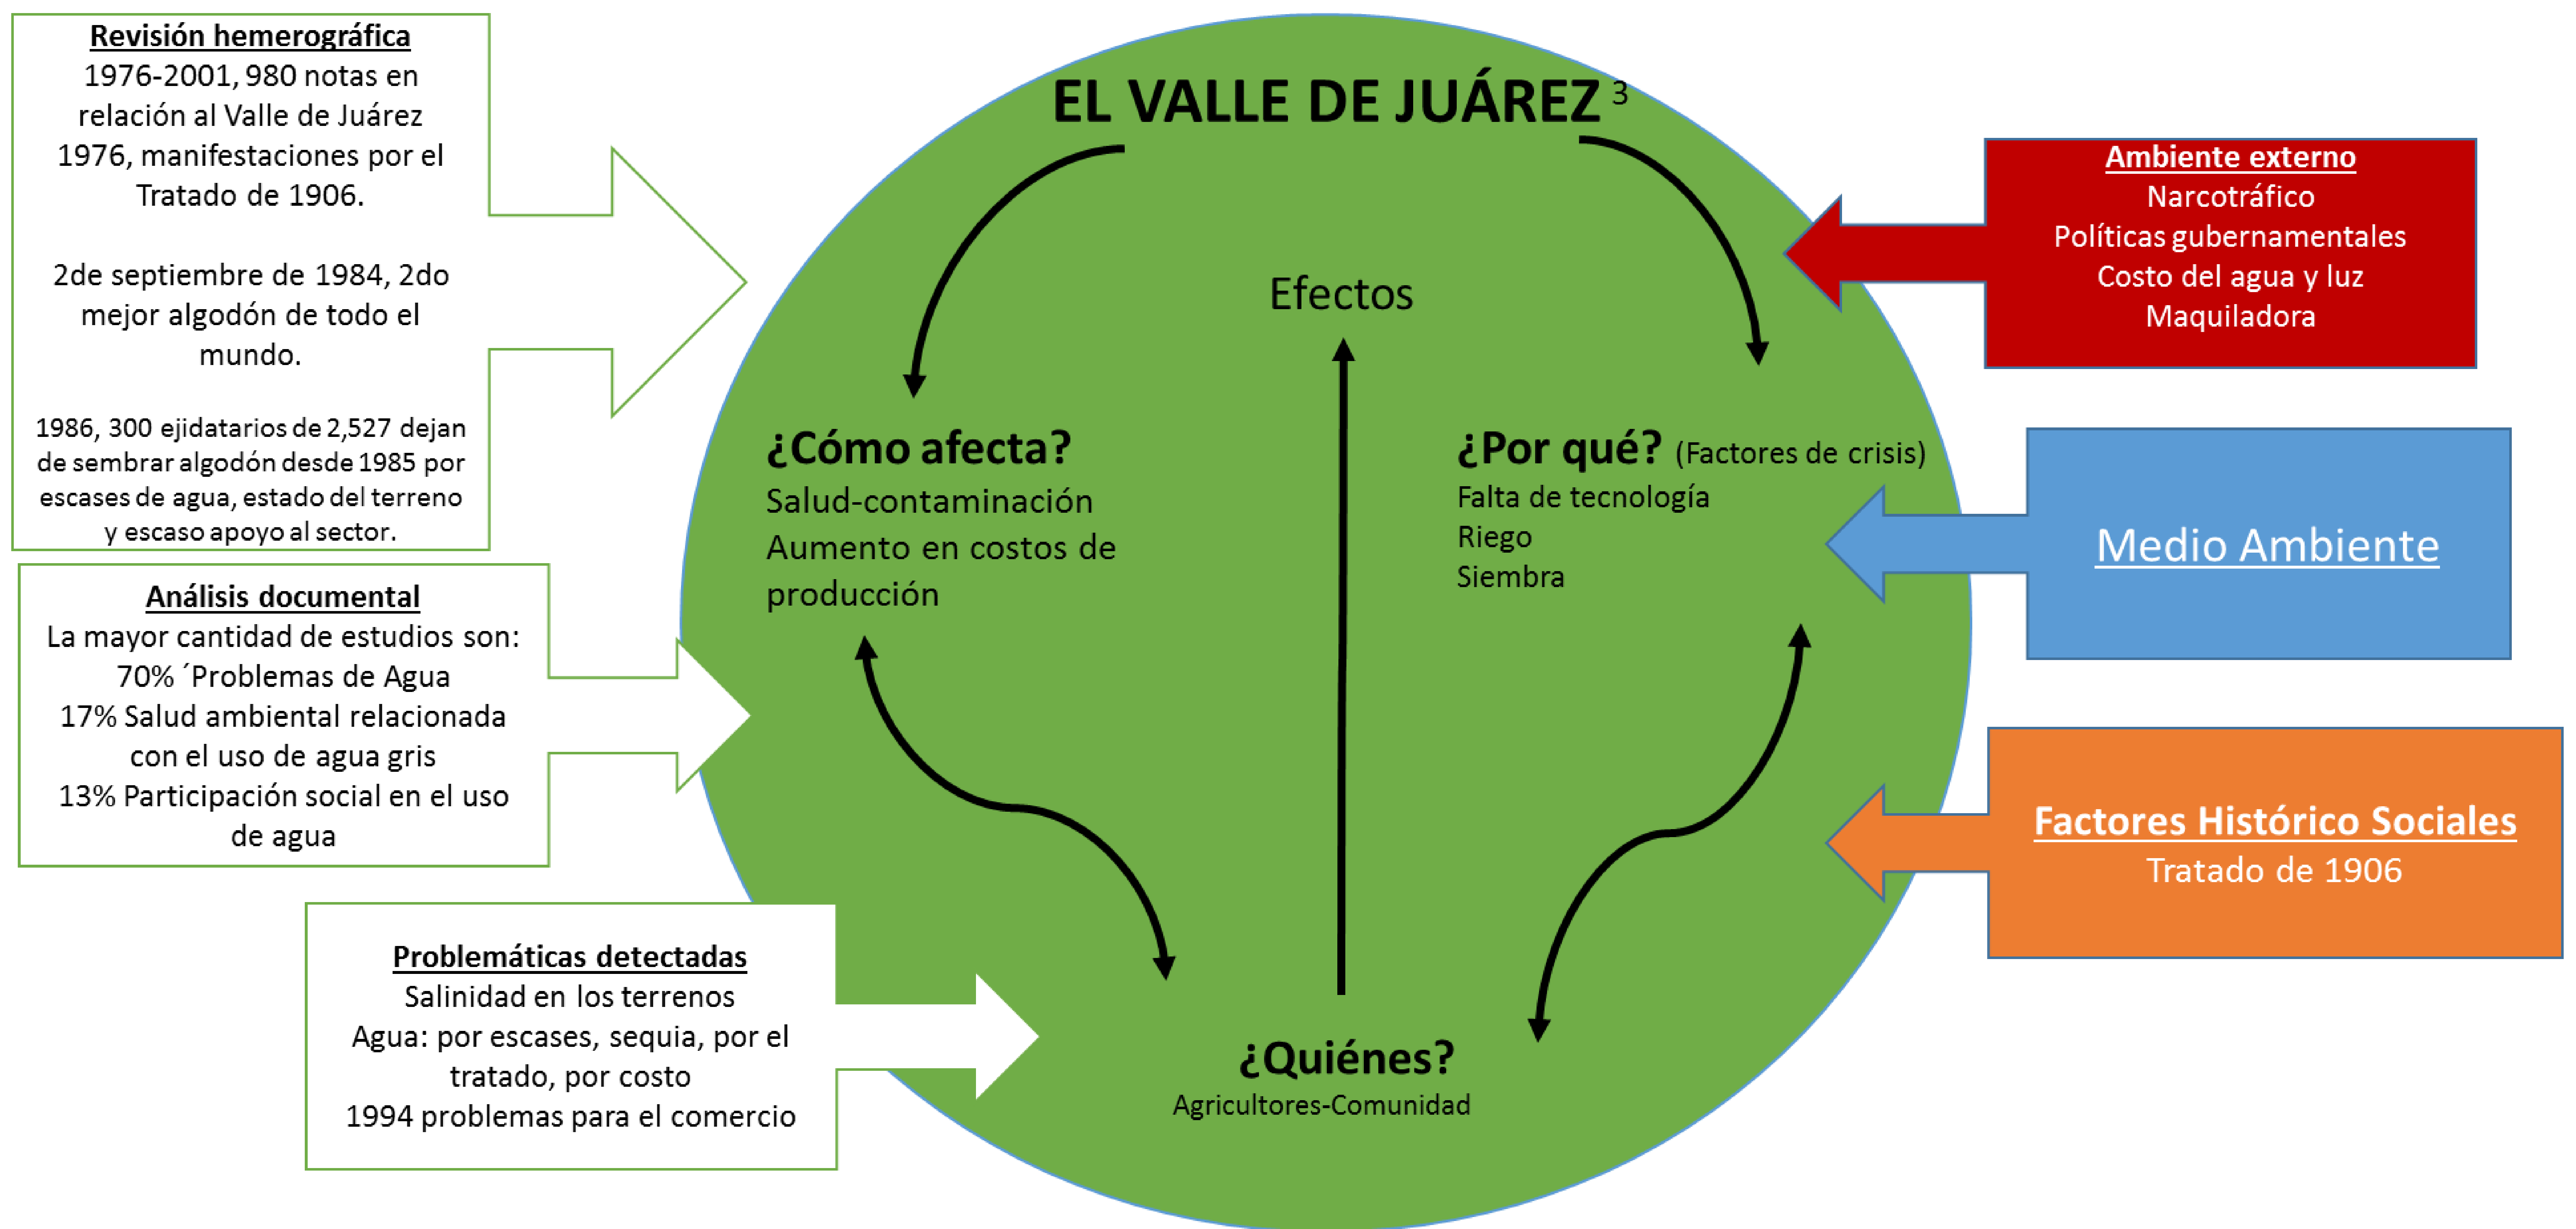 Revisión hemerográfica
1976-2001, 980 notas en
relación al Valle de Juárez
1976, manifestaciones por el
Tratado de 1906.
2de septiembre de 1984, 2do
mejor algodón de todo el
mundo.
1986, 300 ejidatarios de 2,527 dejan
de sembrar algodón desde 1985 por
escases de agua, estado del terreno
y escaso apoyo al sector.
Análisis documental
La mayor cantidad de estudios son:
70% ´Problemas de Agua
17% Salud ambiental relacionada
con el uso de agua gris
13% Participación social en el uso
de agua
Problemáticas detectadas
Salinidad en los terrenos
Agua: por escases, sequia, por el
tratado, por costo
1994 problemas para el comercio
EL VALLE DE JUÁREZ 3
Efectos
¿Cómo afecta?
Salud-contaminación
Aumento en costos de
producción
¿Por qué? (Factores de crisis)
Falta de tecnología
Riego
Siembra
¿Quiénes?
Agricultores-Comunidad
Ambiente externo
Narcotráfico
Políticas gubernamentales
Costo del agua y luz
Maquiladora
Medio Ambiente
Factores Histórico Sociales
Tratado de 1906